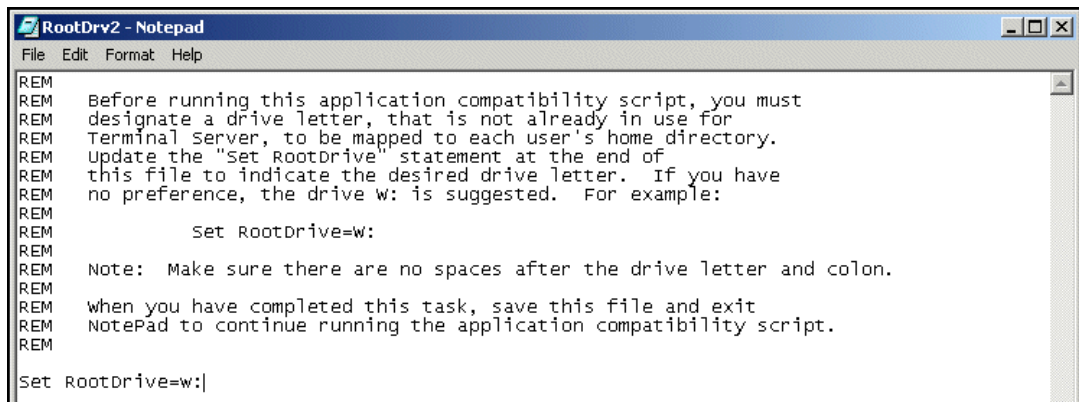 RootDrv2 - Notepad
File Edit Format Help
REM
REM Before running this application compatibility script, you must
REM designate a drive letter, that is not already in use for
REM Terminal Server, to be mapped to each user's home directory.
REM Update the "Set RootDrive" statement at the end of
REM this file to indicate the desired drive letter. If you have
REM no preference, the drive W: is suggested. For example:
REM
REM Set RootDrive=W:
REM
REM Note: Make sure there are no spaces after the drive letter and colon.
REM
REM When you have completed this task, save this file and exit
REM NotePad to continue running the application compatibility script.
REM
Set RootDrive=w: